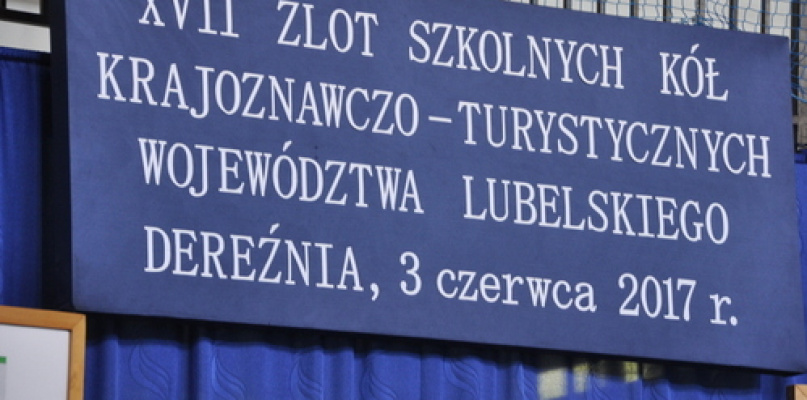 XVII ZLOT SZKOLNYCH KÓŁ
KRAJOZNAWCZO-TURYSTYCZNYCH
WOJEWÓDZTWA LUBELSKIEGO
DEREŹNIA, 3 czerwca 2017 r.